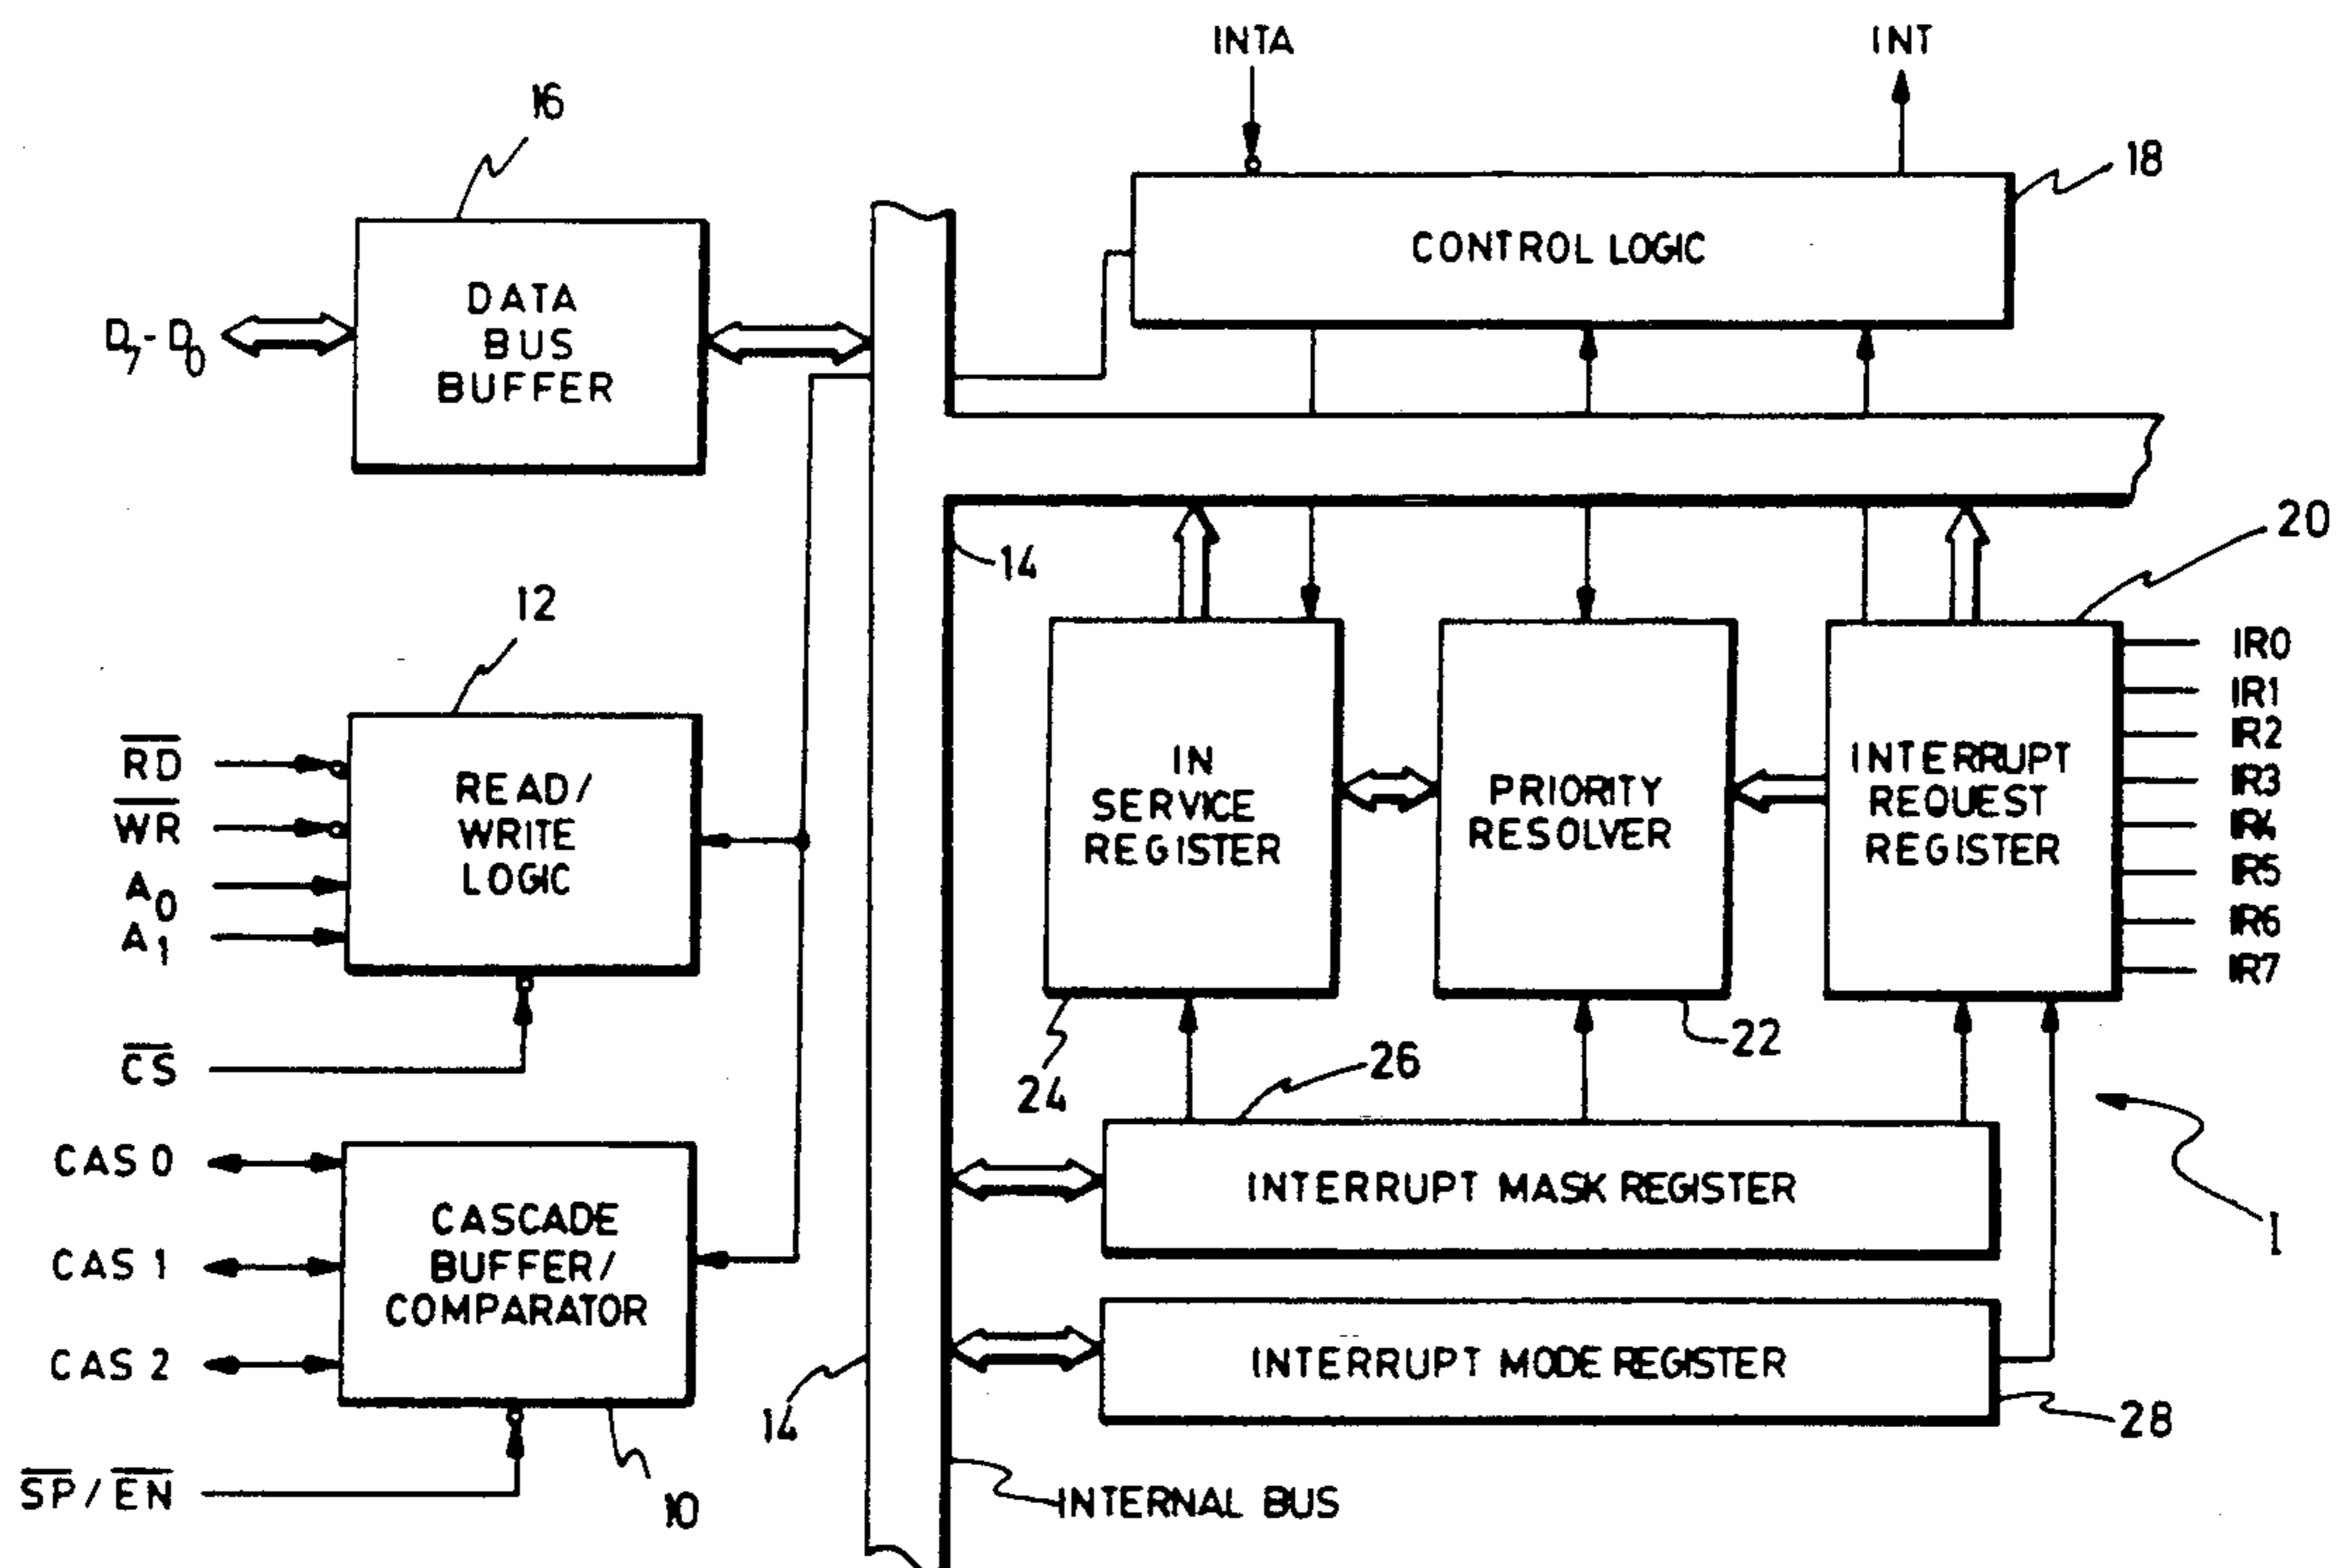 INTA
INT
16
18
CONTROL LOGIC
D7-D0
DATA
BUS
BUFFER
14
20
12
RD
WR
A0
A1
READ/
WRITE
LOGIC
CS
IN
SERVICE
REGISTER
PRIORITY
RESOLVER
INTERRUPT
REQUEST
REGISTER
IR0
IR1
IR2
IR3
IR4
IR5
IR6
IR7
24
22
26
INTERRUPT MASK REGISTER
1
CAS 0
CAS 1
CAS 2
CASCADE
BUFFER/
COMPARATOR
INTERRUPT MODE REGISTER
28
14
SP/EN
10
INTERNAL BUS